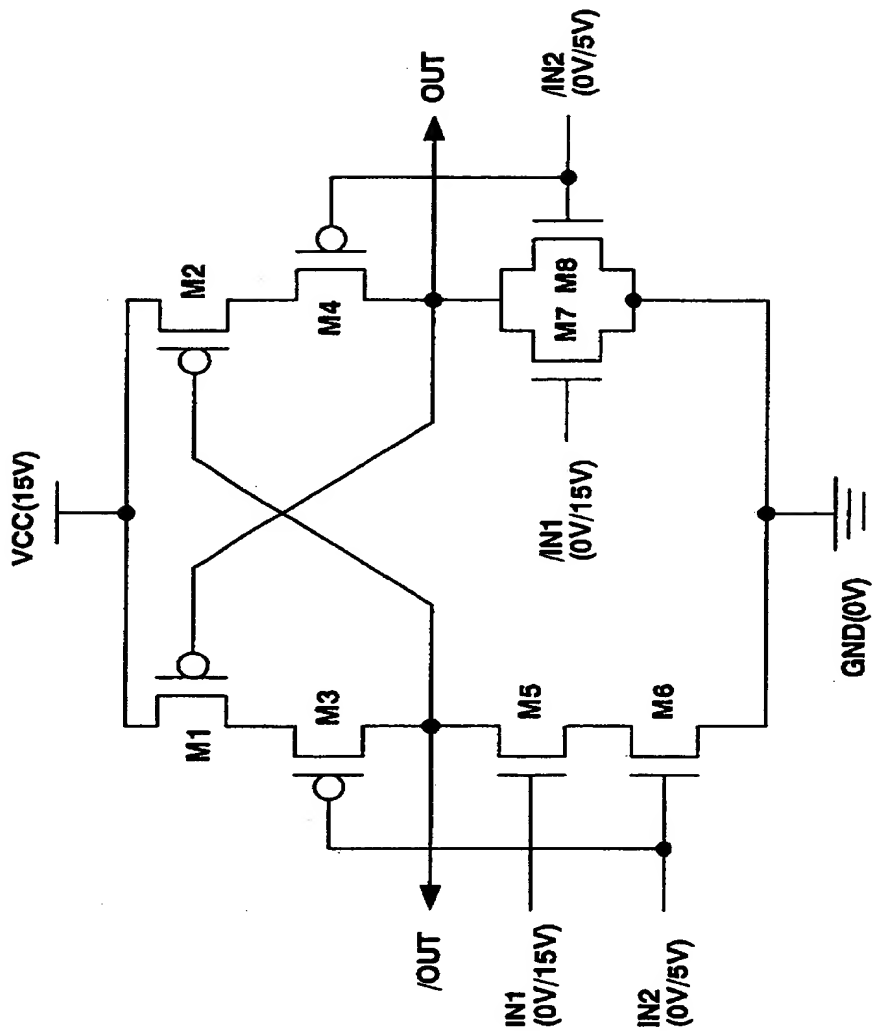 VCC(15V)
M1
M2
M3
M4
/OUT
OUT
M5
M6
M7
M8
IN1
(0V/15V)
IN2
(0V/5V)
/IN1
(0V/15V)
/IN2
(0V/5V)
GND(0V)